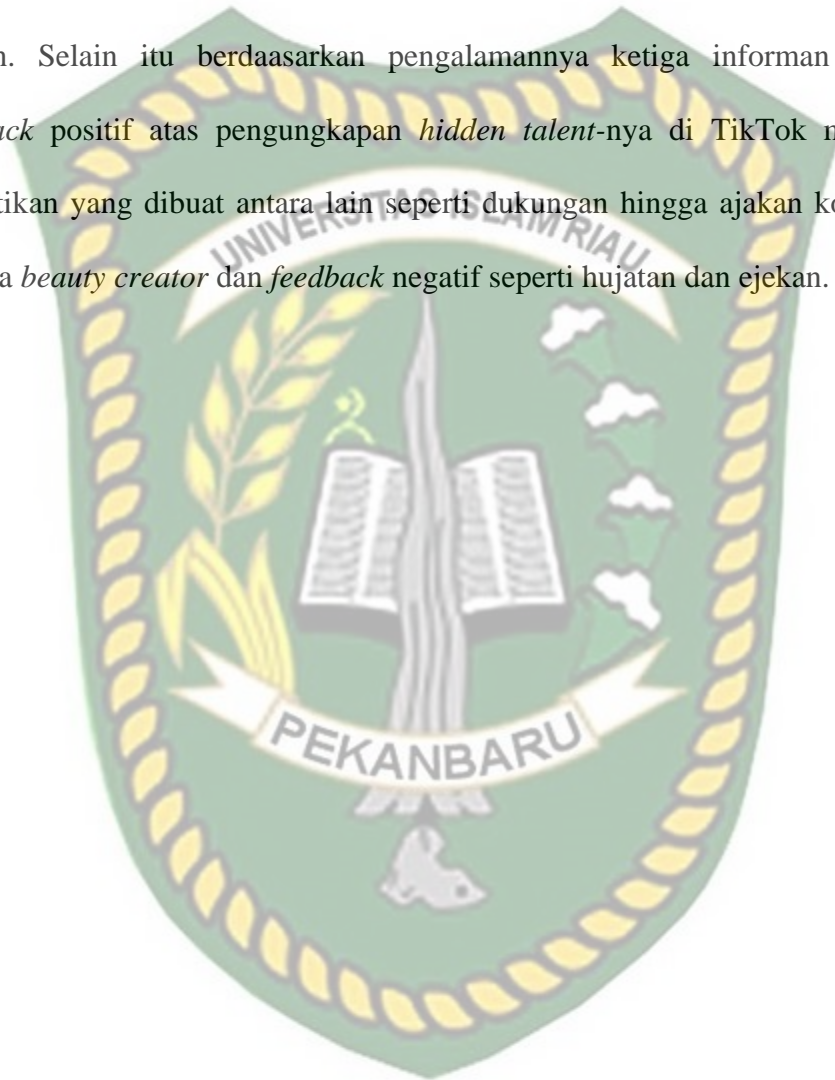 n. Selain itu berdaasarkan pengalamannya ketiga informan
ack positif atas pengungkapan hidden talent-nya di TikTok
tikan yang dibuat antara lain seperti dukungan hingga ajakan
a beauty creator dan feedback negatif seperti hujatan dan ejekan.
UNIVERSITAS ISLAM RIAU
PEKANBARU